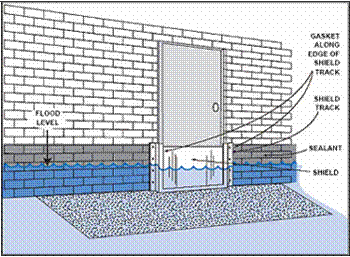 GASKET
ALONG
EDGE OF
SHIELD
TRACK
SHIELD
TRACK
FLOOD
LEVEL
SEALANT
SHIELD